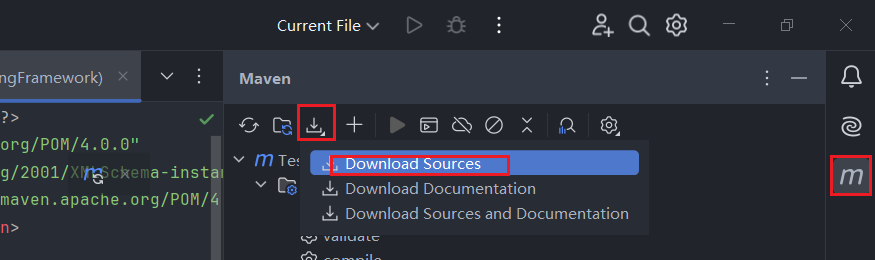 Current File
ngFramework)
Maven
?>
org/POM/4.0.0"
g/2001/XMLSchema-instan
maven.apache.org/POM/4
n>
m Tes
Download Sources
Download Documentation
Download Sources and Documentation
validate
compile
m